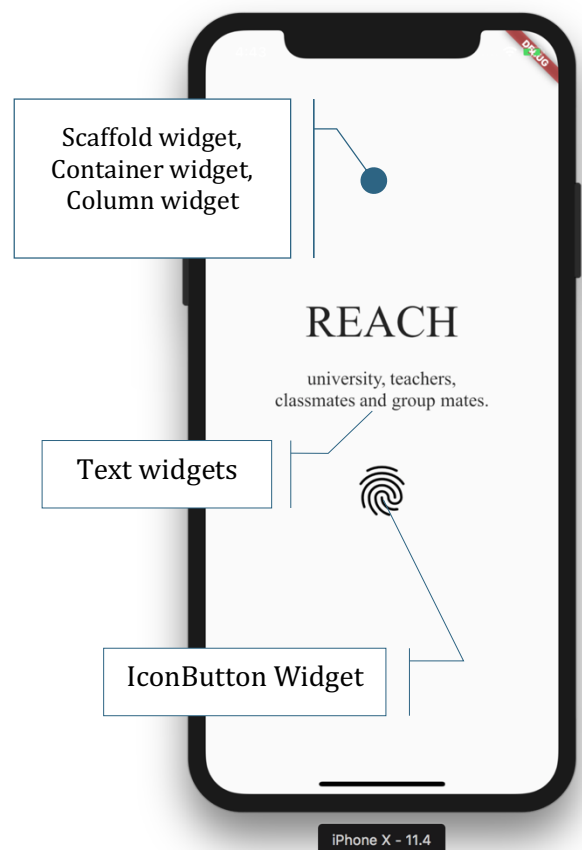 DEBUG
Scaffold widget,
Container widget,
Column widget
REACH
university, teachers,
classmates and group mates.
Text widgets
IconButton Widget
iPhone X - 11.4